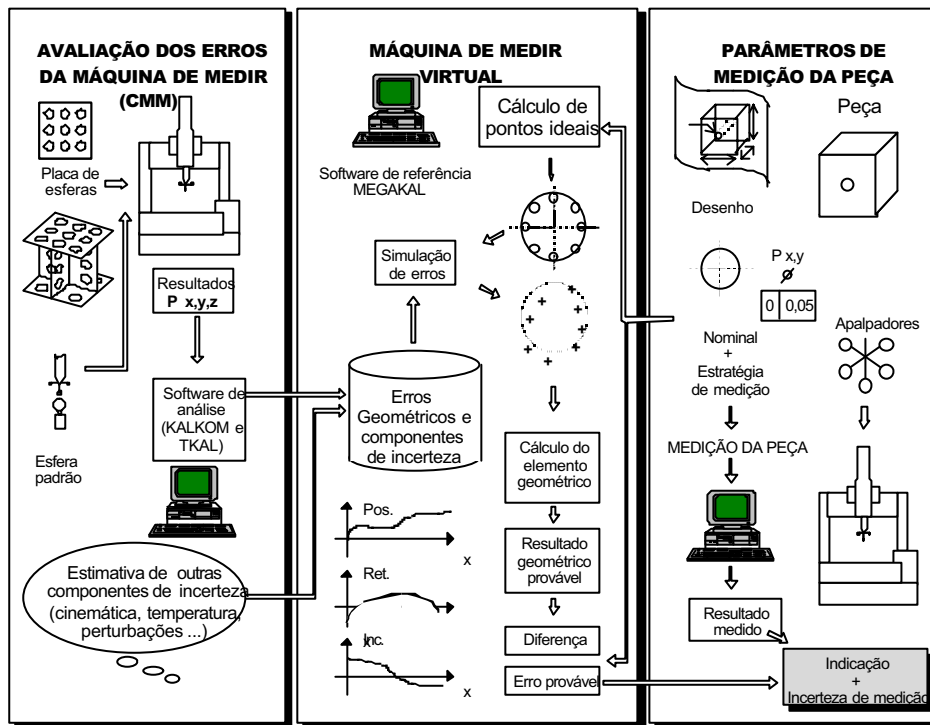 AVALIAÇÃO DOS ERROS
DA MÁQUINA DE MEDIR
(CMM)
Placa de
esferas
Resultados
P x,y,z
Software de
análise
(KALKOM e
TKAL)
Esfera
padrão
Estimativa de outras
componentes de incerteza
(cinemática, temperatura,
perturbações ...)
MÁQUINA DE MEDIR
VIRTUAL
Cálculo de
pontos ideais
Software de referência
MEGAKAL
Simulação
de erros
Erros
Geométricos e
componentes
de incerteza
Cálculo do
elemento
geométrico
Pos.
x
Resultado
geométrico
provável
Ret.
x
Diferença
Inc.
x
Erro provável
PARÂMETROS DE
MEDIÇÃO DA PEÇA
Peça
Desenho
P x,y
ø
0 0,05
Nominal
+
Estratégia
de medição
Apalpadores
MEDIÇÃO DA PEÇA
Resultado
medido
Indicação
+
Incerteza de medição